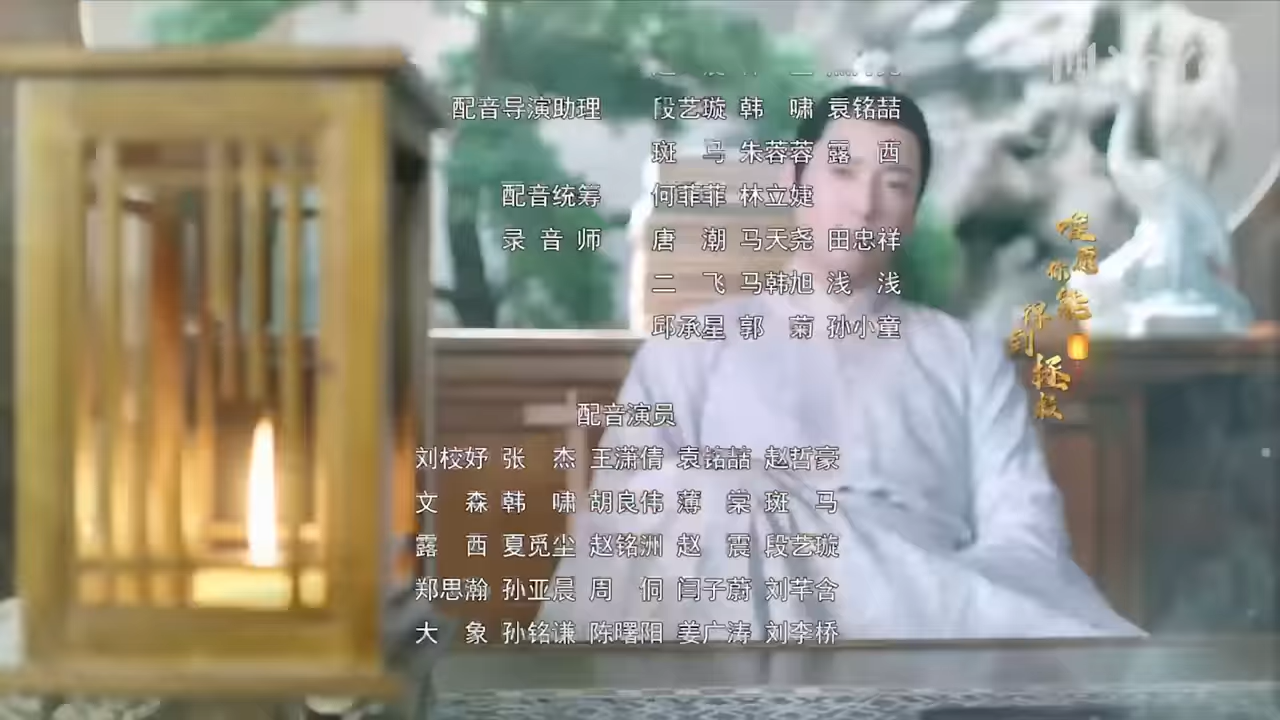 配音导演助理 段艺璇 韩 啸 袁铭喆
斑 马 朱蓉蓉 露 西
配音统筹 何菲菲 林立婕
录 音 师 唐 潮 马天尧 田忠祥
二 飞 马韩旭 浅 浅
邱承星 郭 菊 孙小童
配音演员
刘校妤 张 杰 王潇倩 袁铭喆 赵哲豪
文 森 韩 啸 胡良伟 薄 棠 斑 马
露 西 夏觅尘 赵铭洲 赵 震 段艺璇
郑思瀚 孙亚晨 周 侗 闫子蔚 刘芊含
大 象 孙铭谦 陈曙阳 姜广涛 刘李桥
唯愿你能得到拯救